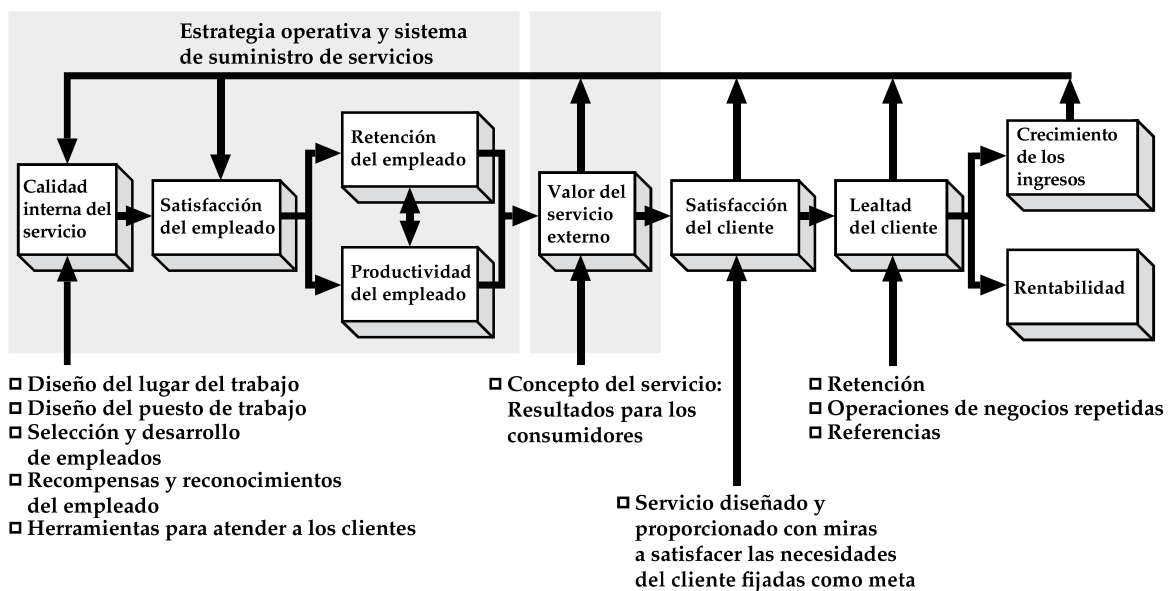 Estrategia operativa y sistema
de suministro de servicios
Calidad
interna del
servicio
Satisfacción
del empleado
Retención
del empleado
Productividad
del empleado
Valor del
servicio
externo
Satisfacción
del cliente
Lealtad
del cliente
Crecimiento
de los
ingresos
Rentabilidad
Diseño del lugar del trabajo
Diseño del puesto de trabajo
Selección y desarrollo
de empleados
Recompensas y reconocimientos
del empleado
Herramientas para atender a los clientes
Concepto del servicio:
Resultados para los
consumidores
Servicio diseñado y
proporcionado con miras
a satisfacer las necesidades
del cliente fijadas como meta
Retención
Operaciones de negocios repetidas
Referencias